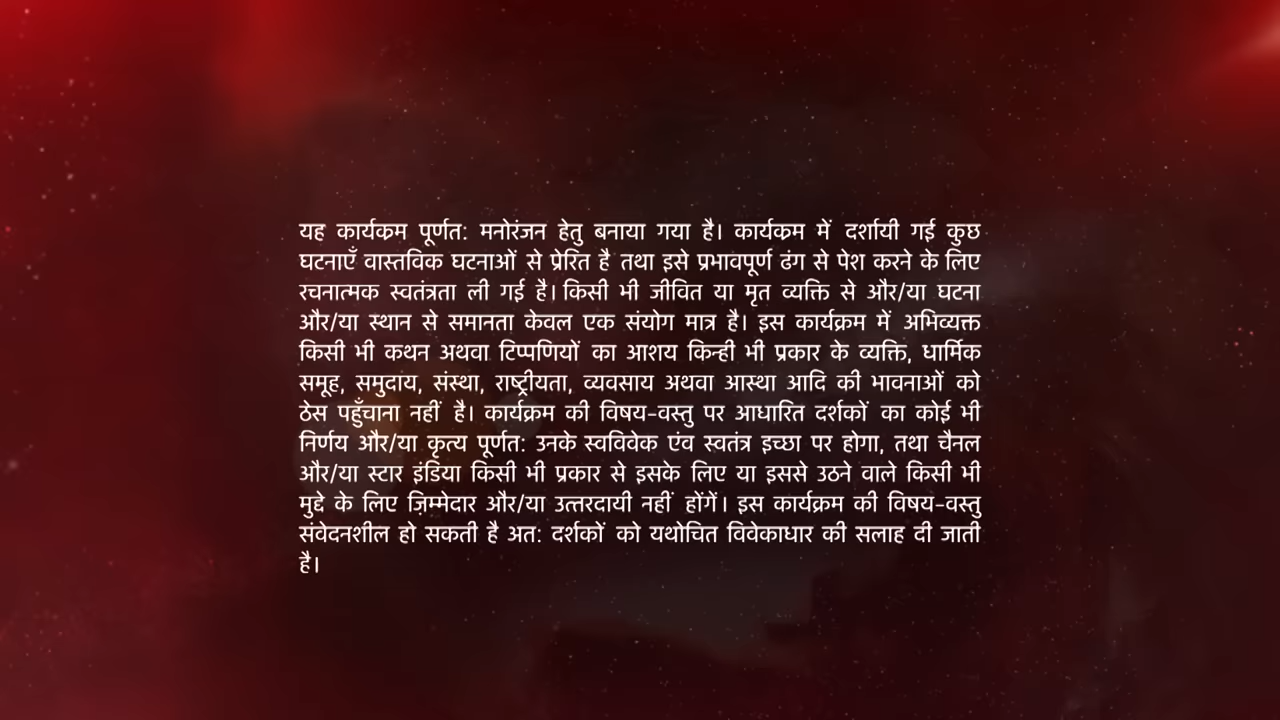 यह कार्यक्रम पूर्णत: मनोरंजन हेतु बनाया गया है। कार्यक्रम में दर्शायी गई कुछ
घटनाएँ वास्तविक घटनाओं से प्रेरित है तथा इसे प्रभावपूर्ण ढंग से पेश करने के लिए
रचनात्मक स्वतंत्रता ली गई है। किसी भी जीवित या मृत व्यक्ति से और/या घटना
और/या स्थान से समानता केवल एक संयोग मात्र है। इस कार्यक्रम में अभिव्यक्त
किसी भी कथन अथवा टिप्पणियों का आशय किन्ही भी प्रकार के व्यक्ति, धार्मिक
समूह, समुदाय, संस्था, राष्ट्रीयता, व्यवसाय अथवा आस्था आदि की भावनाओं को
ठेस पहुँचाना नहीं है। कार्यक्रम की विषय-वस्तु पर आधारित दर्शकों का कोई भी
निर्णय और/या कृत्य पूर्णत: उनके स्वविवेक एंव स्वतंत्र इच्छा पर होगा, तथा चैनल
और/या स्टार इंडिया किसी भी प्रकार से इसके लिए या इससे उठने वाले किसी भी
मुद्दे के लिए ज़िम्मेदार और/या उत्तरदायी नहीं होंगें। इस कार्यक्रम की विषय-वस्तु
संवेदनशील हो सकती है अत: दर्शकों को यथोचित विवेकाधार की सलाह दी जाती
है।